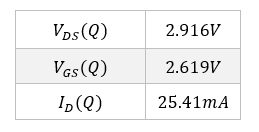 V_DS(Q) 2.916V
V_GS(Q) 2.619V
I_D(Q) 25.41mA